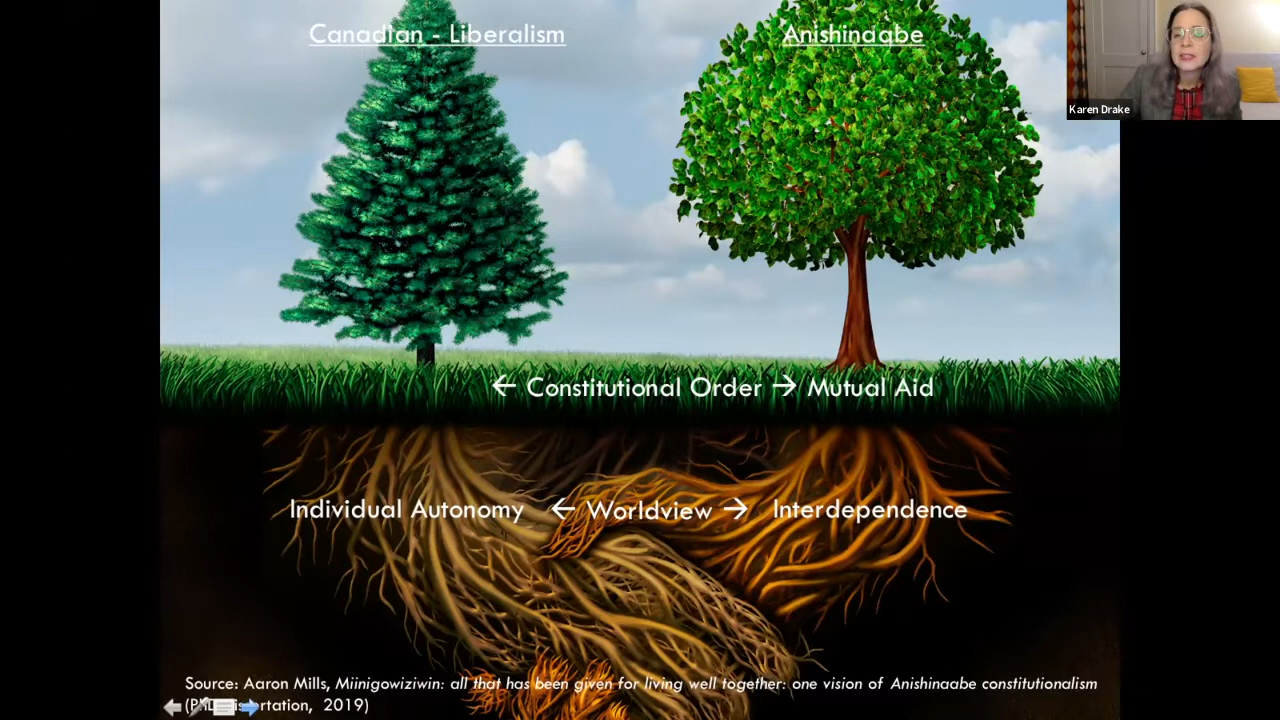 Canadian - Liberalism
Anishinaabe
Karen Drake
← Constitutional Order → Mutual Aid
Individual Autonomy ← Worldview → Interdependence
Source: Aaron Mills, Miinigowiziwin: all that has been given for living well together: one vision of Anishinaabe constitutionalism
2019)